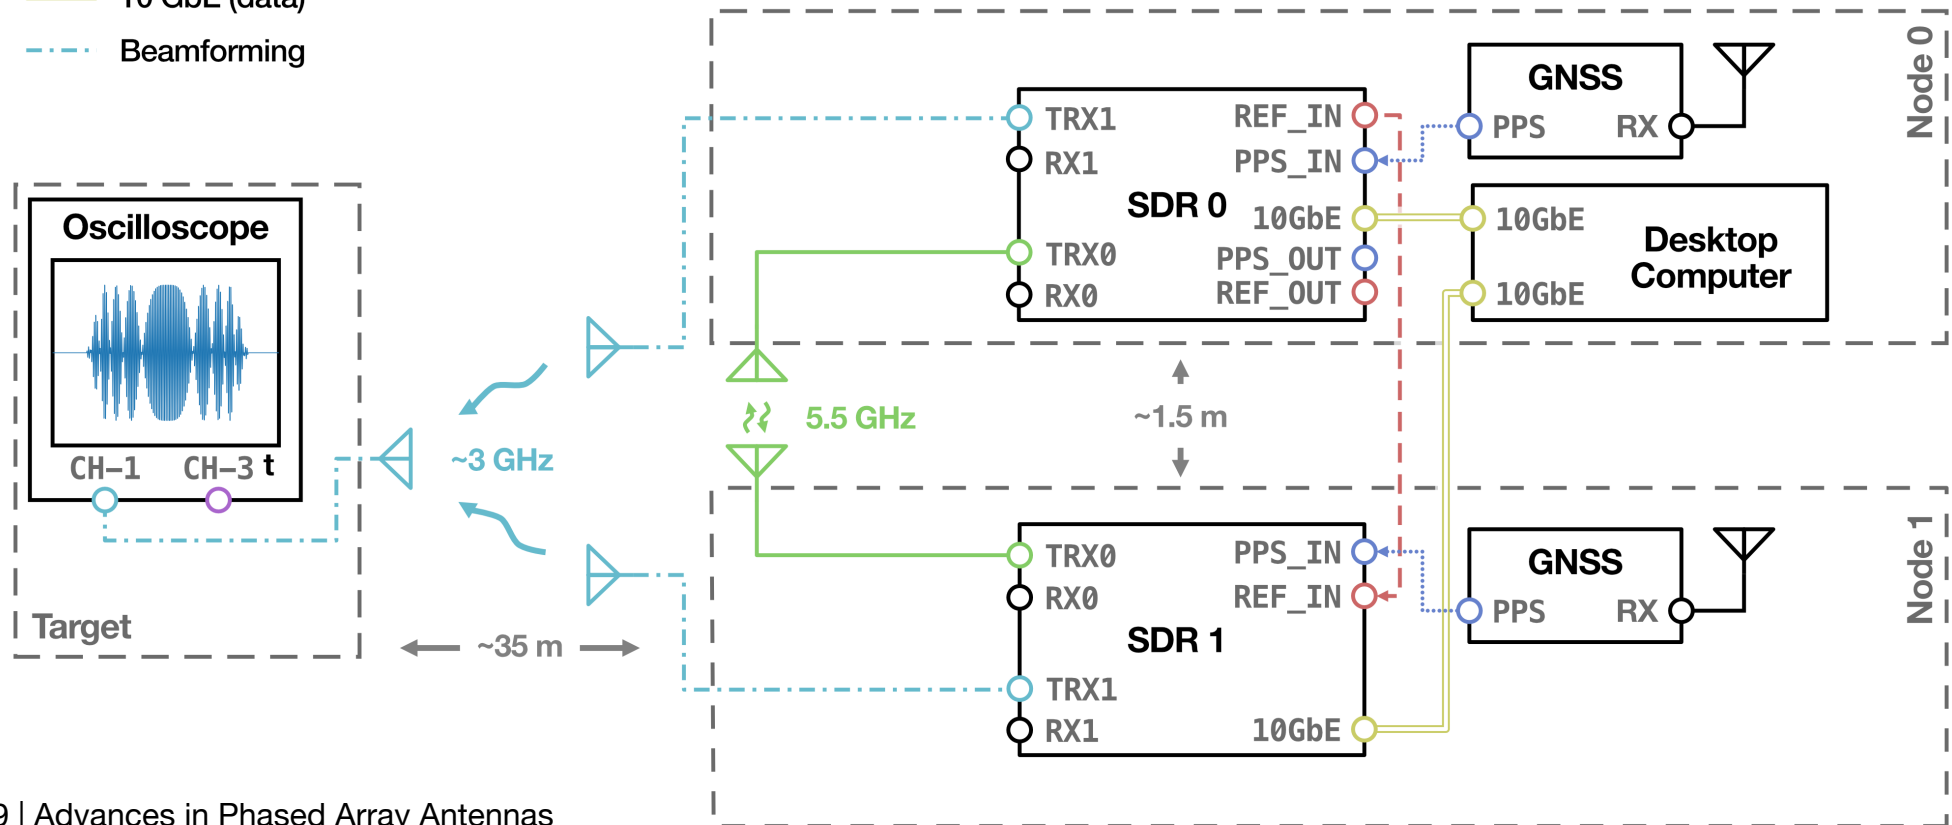 10 GbE (data)
Beamforming
Node 0
GNSS
PPS RX
TRX1 REF_IN
RX1 PPS_IN
SDR 0
10GbE
TRX0 PPS_OUT
RX0 REF_OUT
10GbE
Desktop
Computer
10GbE
Oscilloscope
CH-1 CH-3 t
Target
~3 GHz
5.5 GHz
~1.5 m
~35 m
Node 1
GNSS
PPS RX
TRX0 PPS_IN
RX0 REF_IN
SDR 1
TRX1
RX1 10GbE
9 | Advances in Phased Array Antennas